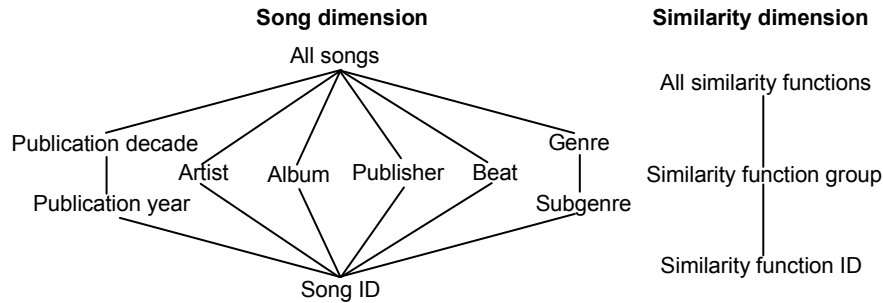 Song dimension
All songs
Publication decade
Genre
Artist
Album
Publisher
Beat
Publication year
Subgenre
Song ID
Similarity dimension
All similarity functions
Similarity function group
Similarity function ID